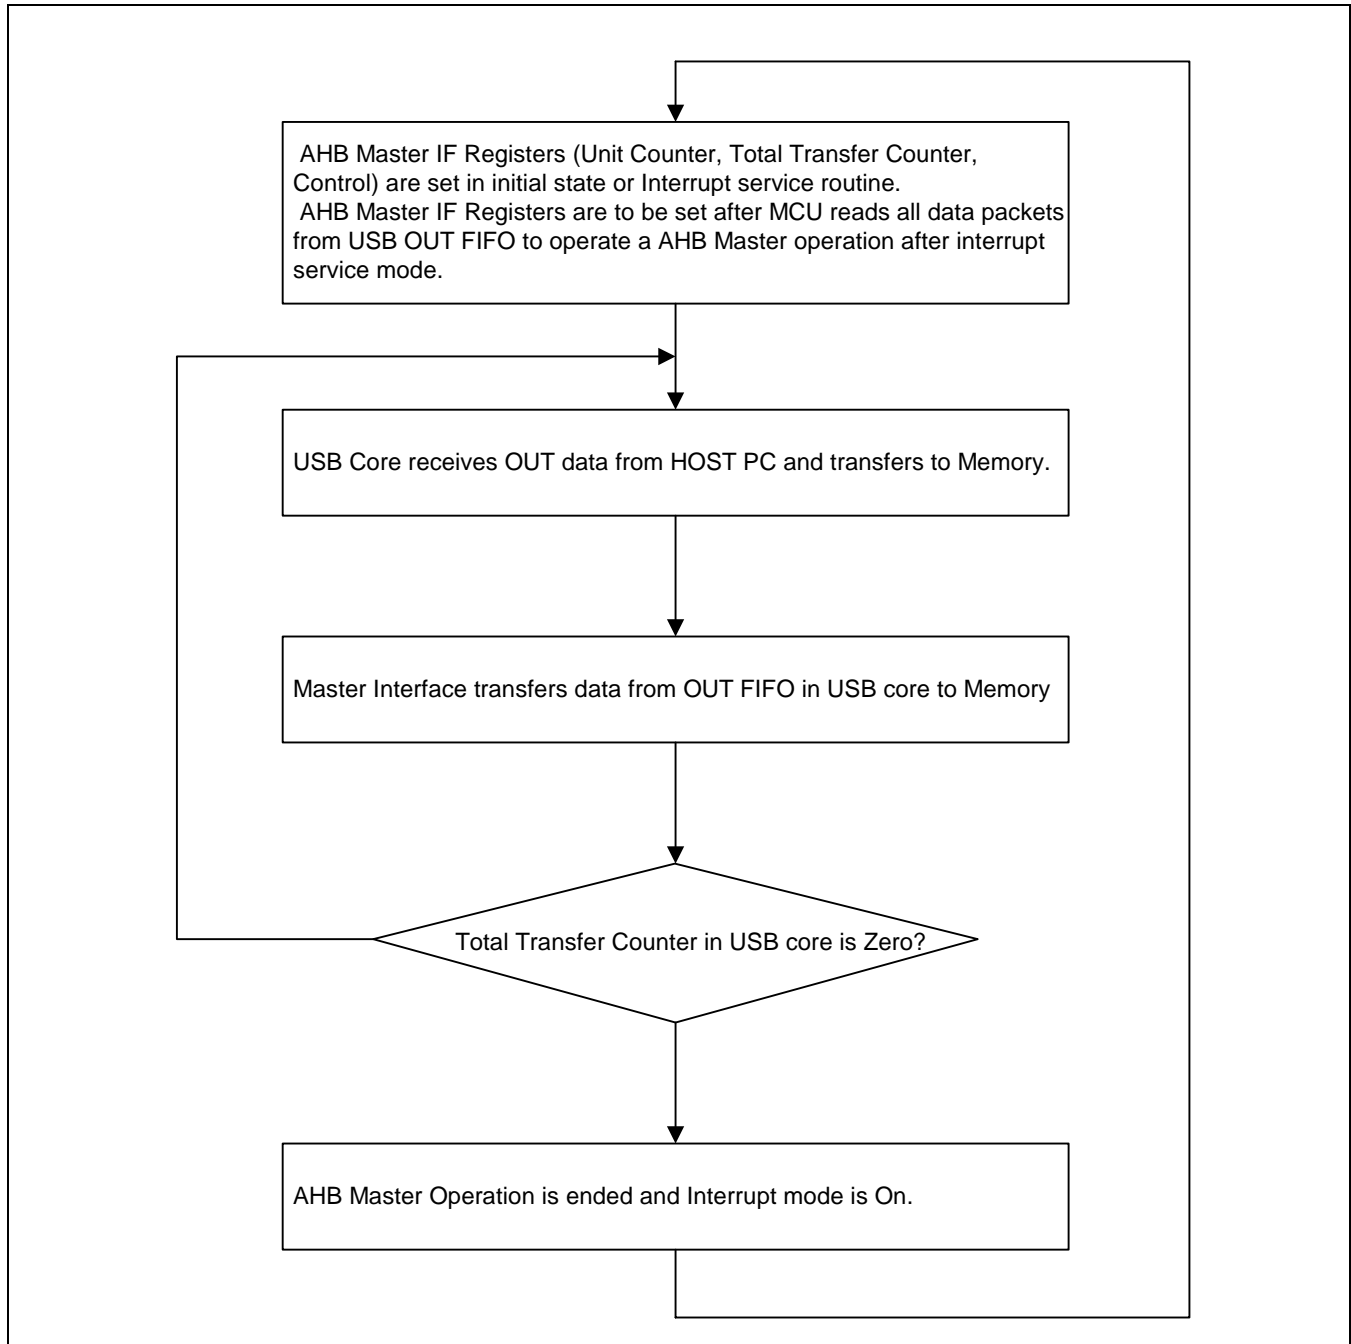 AHB Master IF Registers (Unit Counter, Total Transfer Counter,
Control) are set in initial state or Interrupt service routine.
AHB Master IF Registers are to be set after MCU reads all data packets
from USB OUT FIFO to operate a AHB Master operation after interrupt
service mode.
USB Core receives OUT data from HOST PC and transfers to Memory.
Master Interface transfers data from OUT FIFO in USB core to Memory
Total Transfer Counter in USB core is Zero?
AHB Master Operation is ended and Interrupt mode is On.